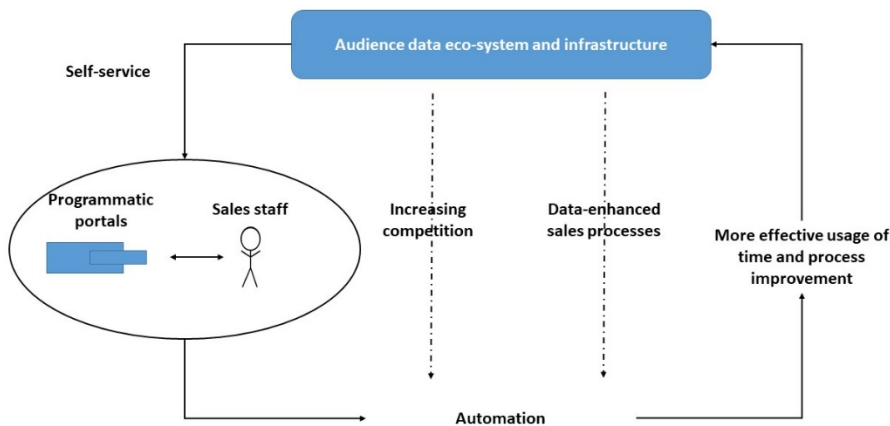 Audience data eco-system and infrastructure
Self-service
Programmatic
portals
Sales staff
Increasing
competition
Data-enhanced
sales processes
More effective usage of
time and process
improvement
Automation